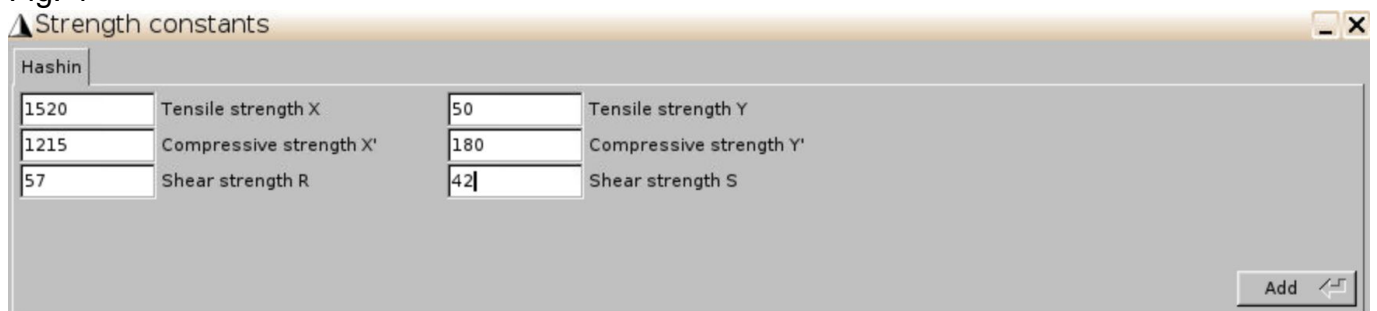 Strength constants
Hashin
1520 Tensile strength X 50 Tensile strength Y
1215 Compressive strength X' 180 Compressive strength Y'
57 Shear strength R 42 Shear strength S
Add